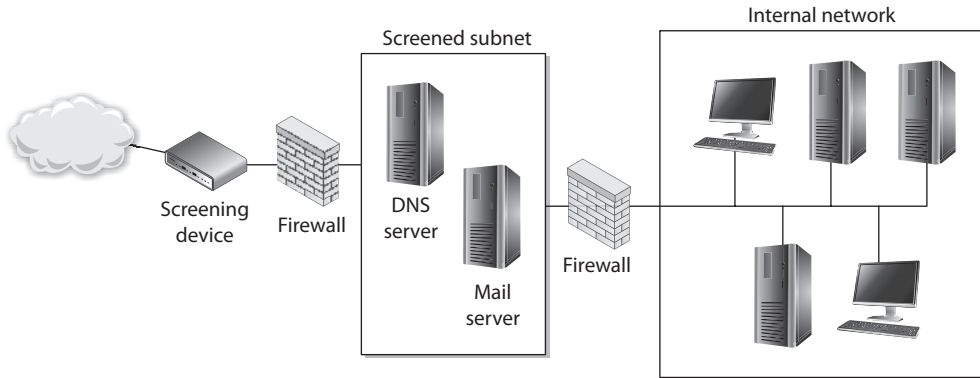 Internal network
Screened subnet
Screening
device
Firewall
DNS
server
Mail
server
Firewall